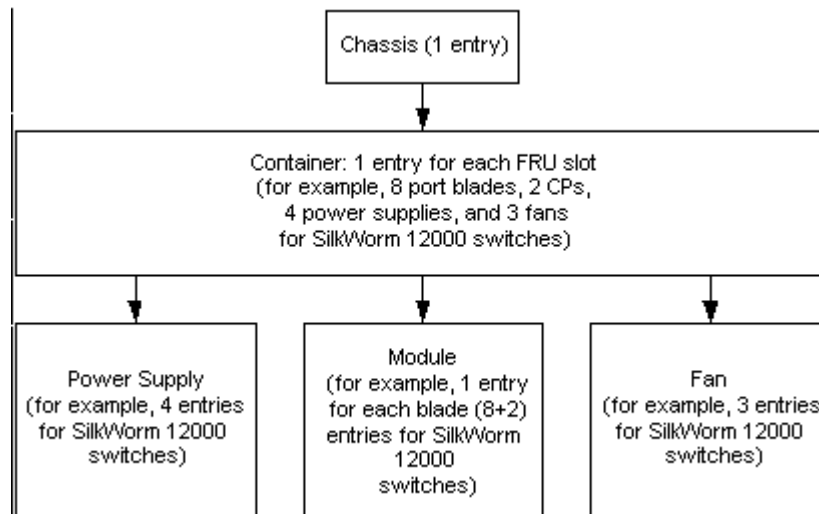 Chassis (1 entry)
Container: 1 entry for each FRU slot
(for example, 8 port blades, 2 CPs,
4 power supplies, and 3 fans
for SilkWorm 12000 switches)
Power Supply
(for example, 4 entries
for SilkWorm 12000
switches)
Module
(for example, 1 entry
for each blade (8+2)
entries for SilkWorm
12000
switches)
Fan
(for example, 3 entries
for SilkWorm 12000
switches)